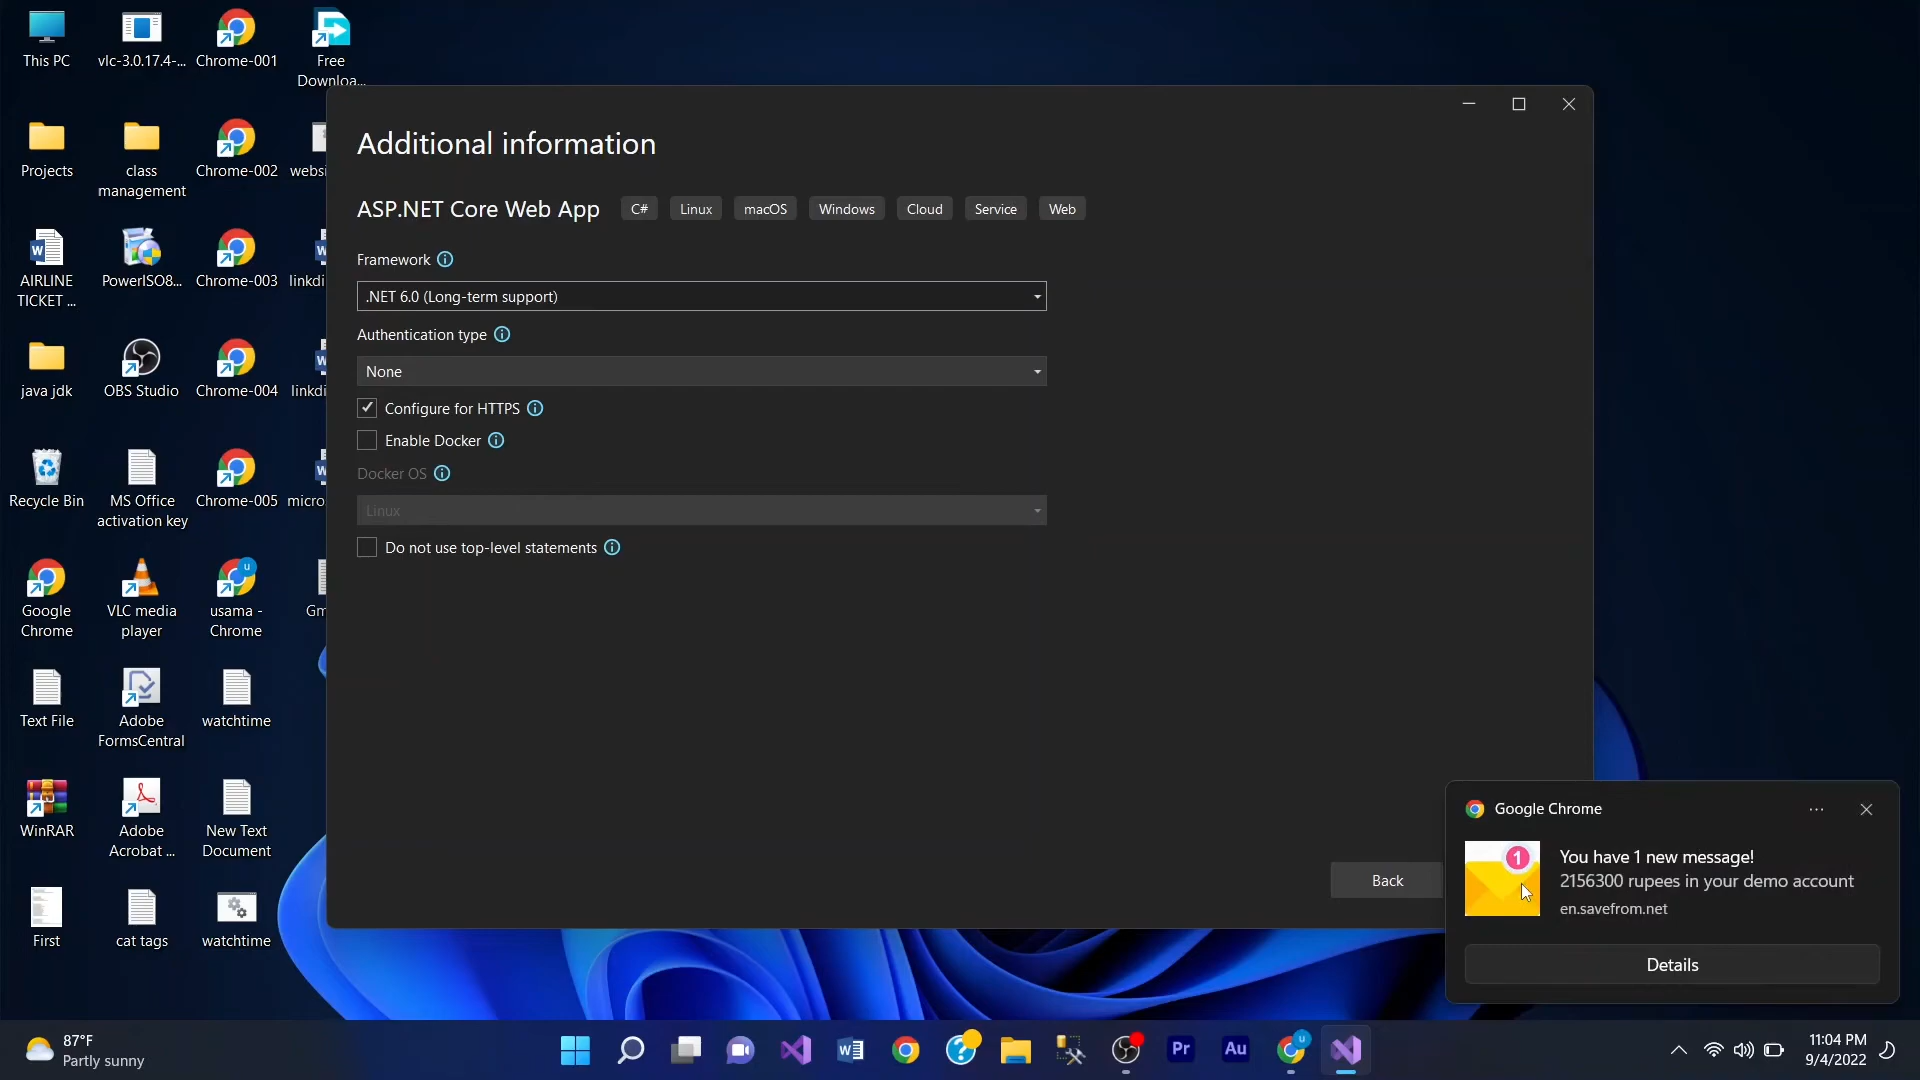 This PC
vlc-3.0.17.4-...
Chrome-001
Free
Downloa...
Projects
class
management
Chrome-002
websi
AIRLINE
TICKET ...
PowerISO8...
Chrome-003
linkdi
java jdk
OBS Studio
Chrome-004
linkdi
Recycle Bin
MS Office
activation key
Chrome-005
micro
Google
Chrome
VLC media
player
usama -
Chrome
Gm
Text File
Adobe
FormsCentral
watchtime
WinRAR
Adobe
Acrobat ...
New Text
Document
First
cat tags
watchtime
Additional information
ASP.NET Core Web App
C#
Linux
macOS
Windows
Cloud
Service
Web
Framework
.NET 6.0 (Long-term support)
Authentication type
None
Configure for HTTPS
Enable Docker
Docker OS
Linux
Do not use top-level statements
Back
Google Chrome
1
You have 1 new message!
2156300 rupees in your demo account
en.savefrom.net
Details
87°F
Partly sunny
Pr
Au
u
11:04 PM
9/4/2022